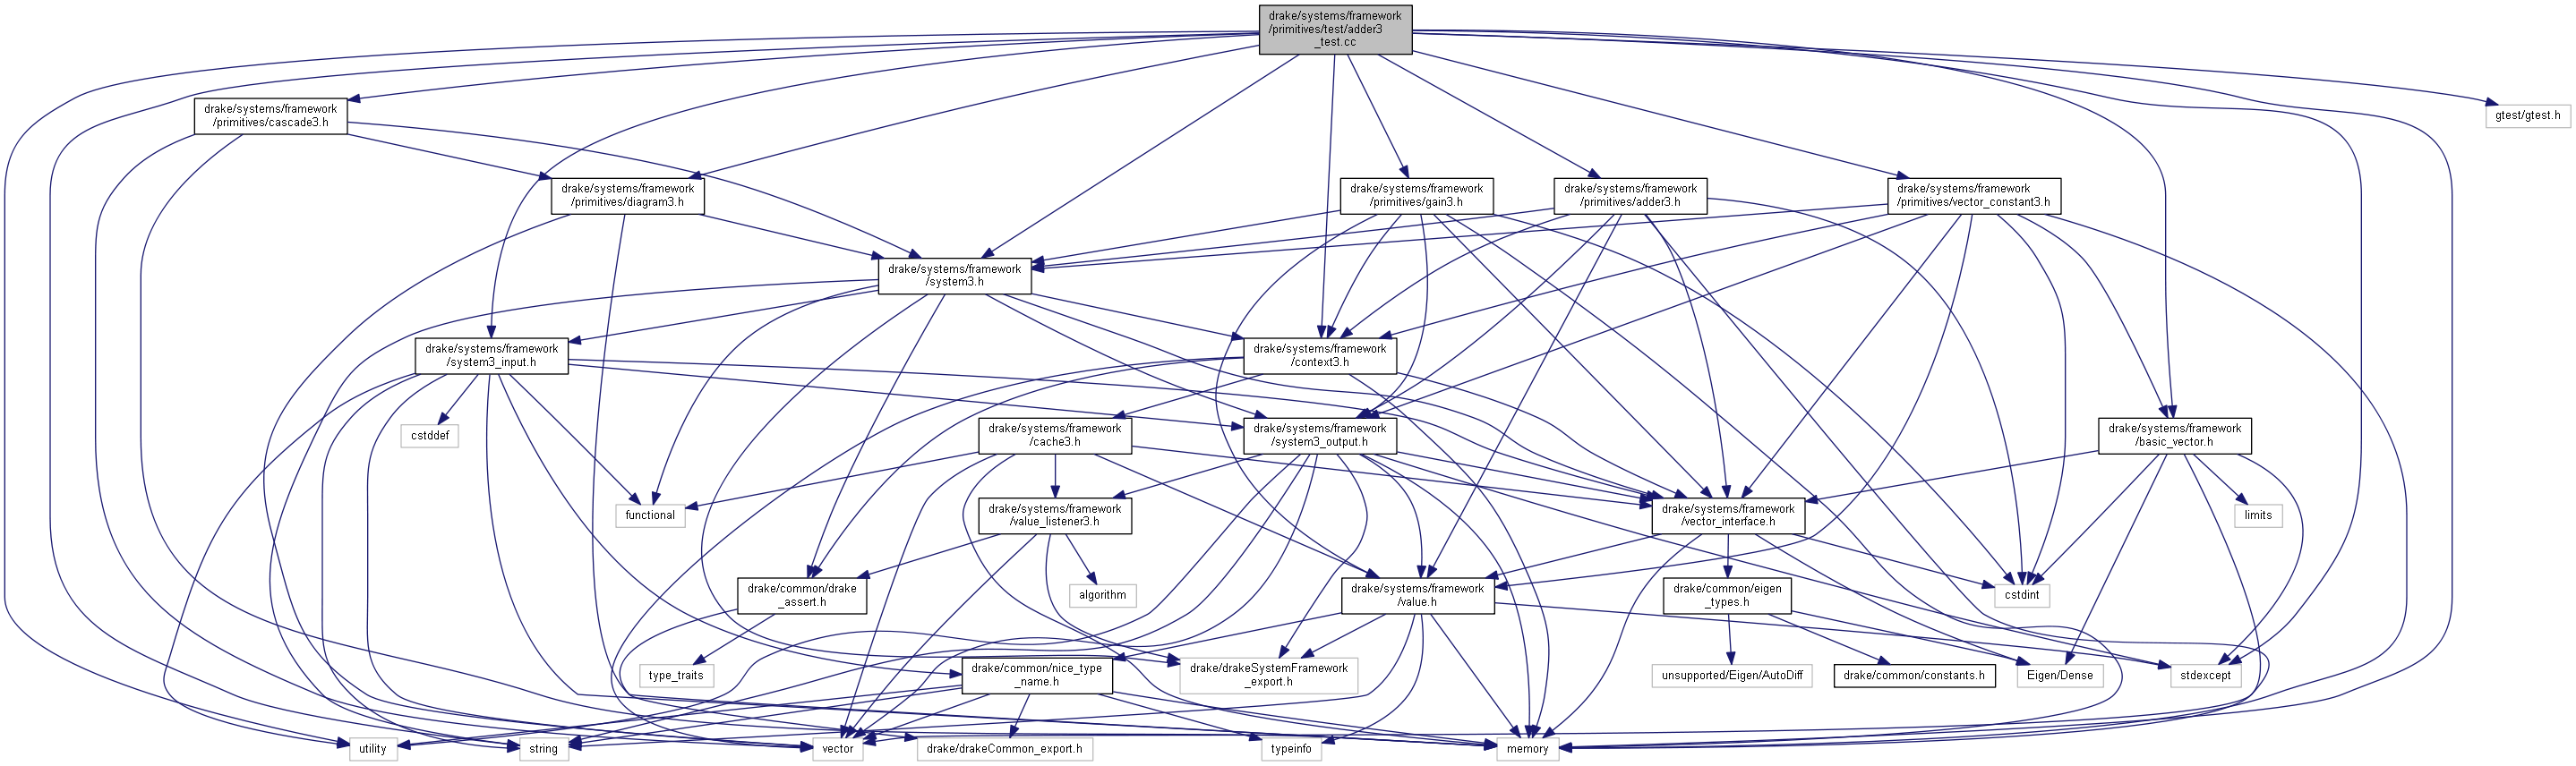 drake/systems/framework
/primitives/test/adder3
_test.cc
drake/systems/framework
/primitives/cascade3.h
gtest/gtest.h
drake/systems/framework
/primitives/diagram3.h
drake/systems/framework
/primitives/gain3.h
drake/systems/framework
/primitives/adder3.h
drake/systems/framework
/primitives/vector_constant3.h
drake/systems/framework
/system3.h
drake/systems/framework
/system3_input.h
drake/systems/framework
/context3.h
cstddef
drake/systems/framework
/cache3.h
drake/systems/framework
/system3_output.h
drake/systems/framework
/basic_vector.h
functional
drake/systems/framework
/value_listener3.h
drake/systems/framework
/vector_interface.h
limits
drake/common/drake
_assert.h
algorithm
drake/systems/framework
/value.h
drake/common/eigen
_types.h
cstdint
type_traits
drake/common/nice_type
_name.h
drake/drakeSystemFramework
_export.h
unsupported/Eigen/AutoDiff
drake/common/constants.h
Eigen/Dense
stdexcept
utility
string
vector
drake/drakeCommon_export.h
typeinfo
memory